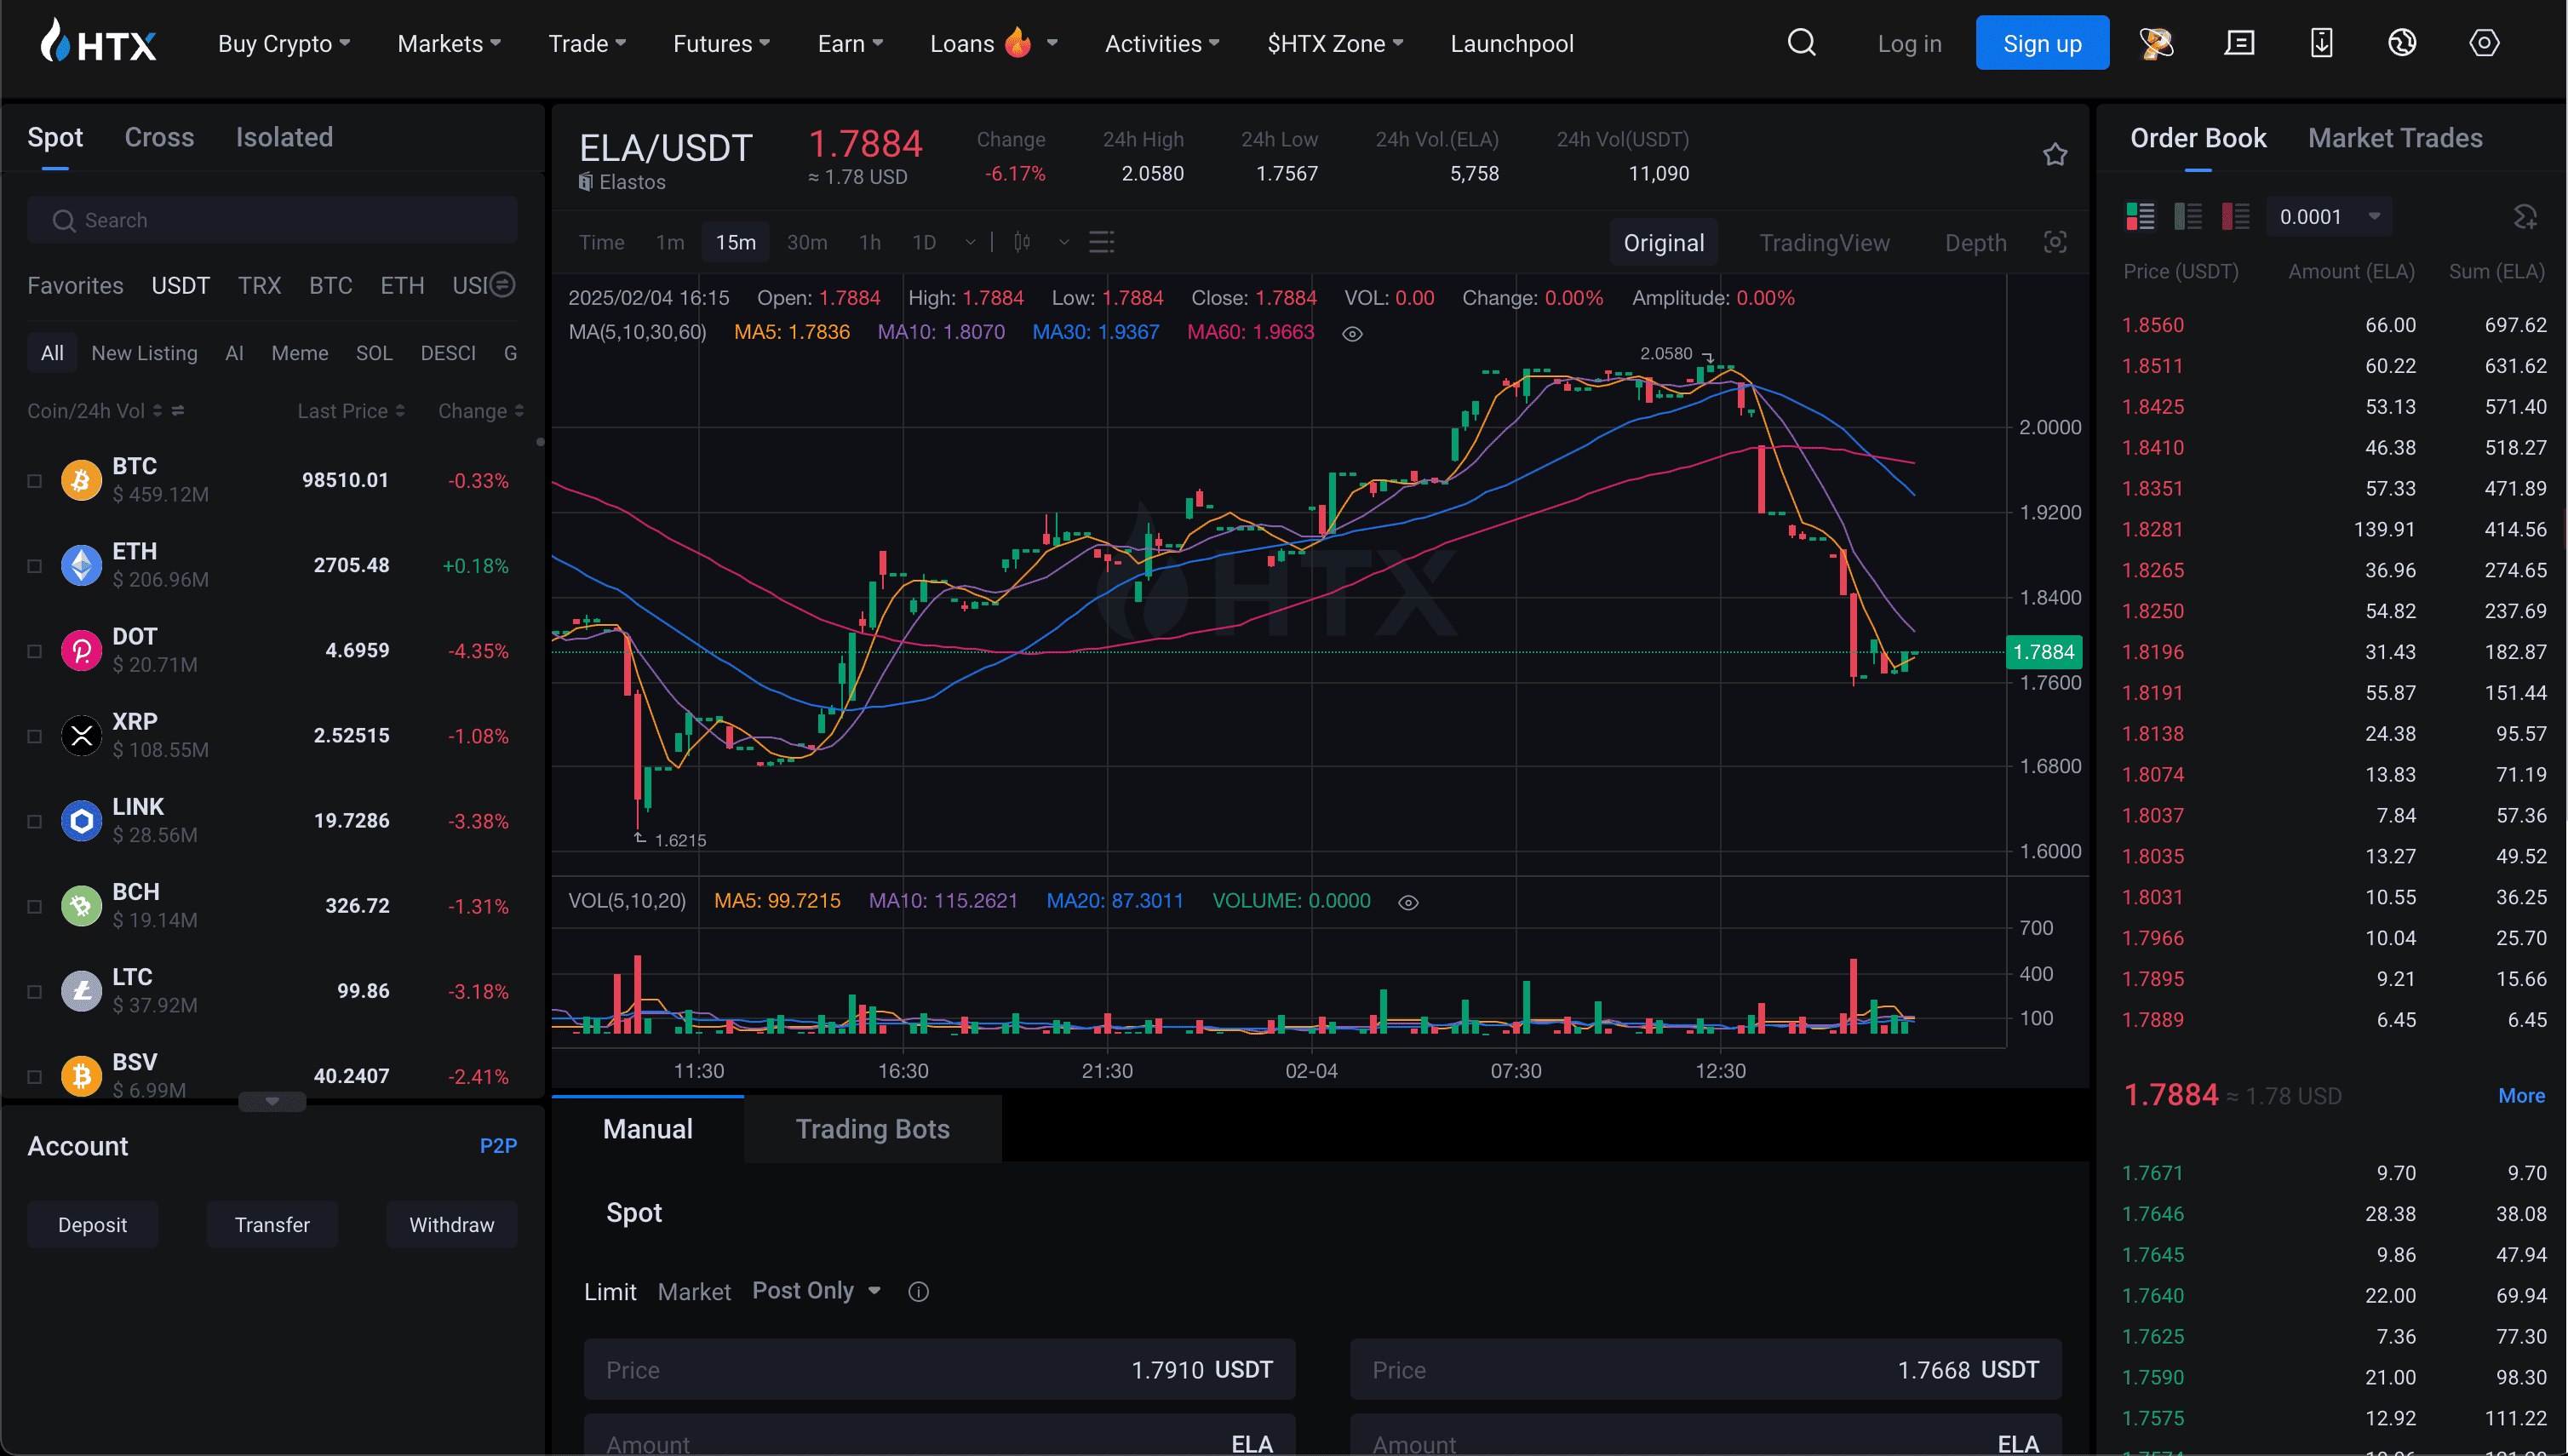 HTX Buy Crypto Markets Trade Futures Earn Loans Activities $HTX Zone Launchpool Log in Sign up
Spot Cross Isolated
Search
Favorites USDT TRX BTC ETH
All New Listing AI Meme SOL DESCI G
Coin/24h Vol Last Price Change
BTC
$ 459.12M
98510.01 -0.33%
ETH
$ 206.96M
2705.48 +0.18%
DOT
$ 20.71M
4.6959 -4.35%
XRP
$ 108.55M
2.52515 -1.08%
LINK
$ 28.56M
19.7286 -3.38%
BCH
$ 19.14M
326.72 -1.31%
LTC
$ 37.92M
99.86 -3.18%
BSV
$ 6.99M
40.2407 -2.41%
Account P2P
Deposit Transfer Withdraw
ELA/USDT
Elastos
1.7884
≈ 1.78 USD
Change
-6.17%
24h High
2.0580
24h Low
1.7567
24h Vol.(ELA)
5,758
24h Vol(USDT)
11,090
Time 1m 15m 30m 1h 1D Original TradingView Depth
2025/02/04 16:15 Open: 1.7884 High: 1.7884 Low: 1.7884 Close: 1.7884 VOL: 0.00 Change: 0.00% Amplitude: 0.00%
MA(5,10,30,60) MA5: 1.7836 MA10: 1.8070 MA30: 1.9367 MA60: 1.9663
2.0580
2.0000
1.9200
HTX
1.8400
1.7884
1.7600
1.6800
1.6215
1.6000
VOL(5,10,20) MA5: 99.7215 MA10: 115.2621 MA20: 87.3011 VOLUME: 0.0000
700
400
100
11:30 16:30 21:30 02-04 07:30 12:30
Manual Trading Bots
Spot
Limit Market Post Only
Price 1.7910 USDT Price 1.7668 USDT
Amount ELA Amount ELA
Order Book Market Trades
0.0001
Price (USDT) Amount (ELA) Sum (ELA)
1.8560 66.00 697.62
1.8511 60.22 631.62
1.8425 53.13 571.40
1.8410 46.38 518.27
1.8351 57.33 471.89
1.8281 139.91 414.56
1.8265 36.96 274.65
1.8250 54.82 237.69
1.8196 31.43 182.87
1.8191 55.87 151.44
1.8138 24.38 95.57
1.8074 13.83 71.19
1.8037 7.84 57.36
1.8035 13.27 49.52
1.8031 10.55 36.25
1.7966 10.04 25.70
1.7895 9.21 15.66
1.7889 6.45 6.45
1.7884 ≈ 1.78 USD More
1.7671 9.70 9.70
1.7646 28.38 38.08
1.7645 9.86 47.94
1.7640 22.00 69.94
1.7625 7.36 77.30
1.7590 21.00 98.30
1.7575 12.92 111.22